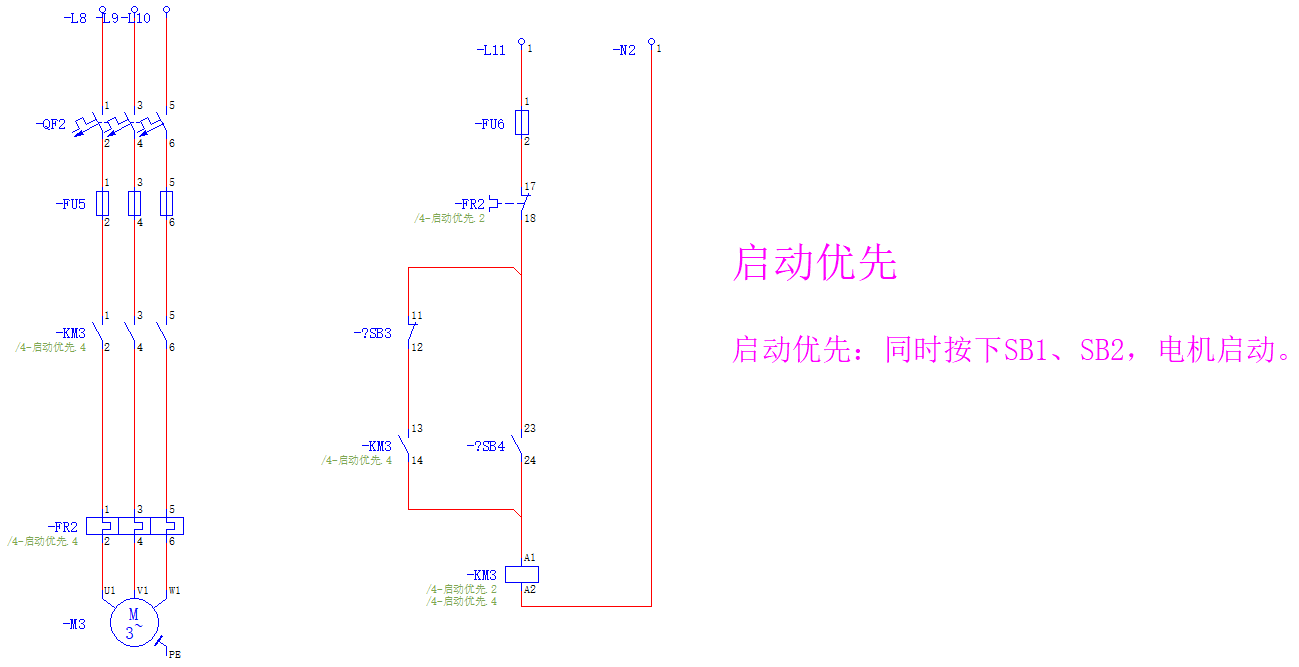 -L8 -L9 -L10
-L11 1
-N2 1
1 3 5
-QF2
2 4 6
1
-FU6
2
1 3 5
-FU5
2 4 6
17
-FR2
/4-启动优先.2
18
启动优先
1 3 5
-KM3
/4-启动优先.4
2 4 6
11
-?SB3
12
启动优先：同时按下SB1、SB2，电机启动。
13
-KM3
/4-启动优先.4
14
23
-?SB4
24
1 3 5
-FR2
/4-启动优先.4
2 4 6
A1
-KM3
A2
/4-启动优先.2
/4-启动优先.4
U1 V1 W1
M
3~
-M3
PE